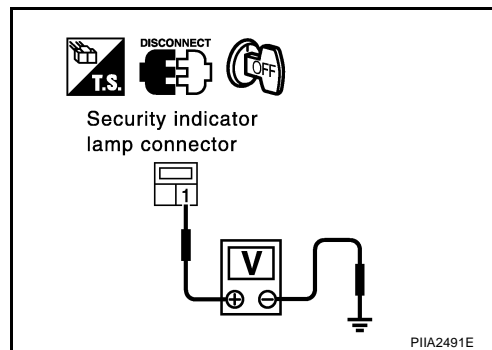 DISCONNECT
T.S.
OFF
Security indicator
lamp connector
1
V
PIIA2491E